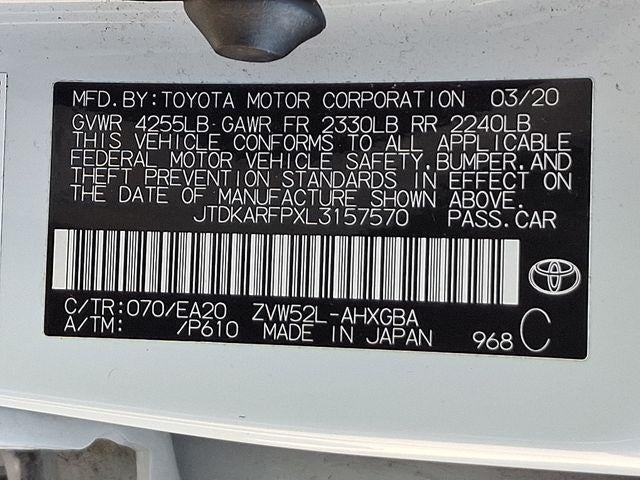 MFD.BY:TOYOTA MOTOR CORPORATION 03/20
GVWR 4255LB GAWR FR 2330LB RR 2240LB
THIS VEHICLE CONFORMS TO ALL APPLICABLE
FEDERAL MOTOR VEHICLE SAFETY,BUMPER,AND
THEFT PREVENTION STANDARDS IN EFFECT ON
THE DATE OF MANUFACTURE SHOWN ABOVE.
JTDKARFPXL3157570 PASS.CAR
C/TR:070/EA20 ZVW52L-AHXGBA
A/TM: /P610 MADE IN JAPAN 968 C